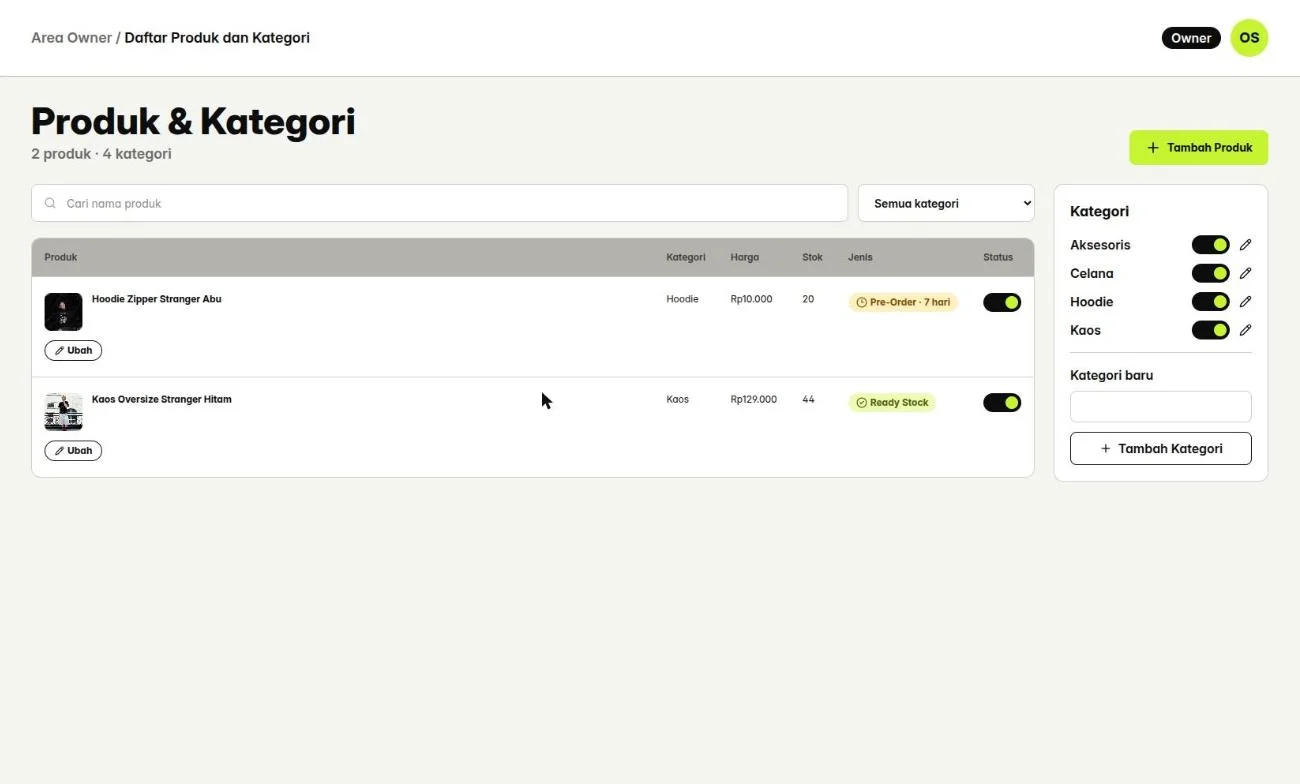 Area Owner / Daftar Produk dan Kategori
Owner
OS
Produk & Kategori
2 produk · 4 kategori
+ Tambah Produk
Cari nama produk
Semua kategori
Produk
Kategori
Harga
Stok
Jenis
Status
Hoodie Zipper Stranger Abu
Hoodie
Rp10.000
20
Pre-Order · 7 hari
Ubah
Kaos Oversize Stranger Hitam
Kaos
Rp129.000
44
Ready Stock
Ubah
Kategori
Aksesoris
Celana
Hoodie
Kaos
Kategori baru
+ Tambah Kategori